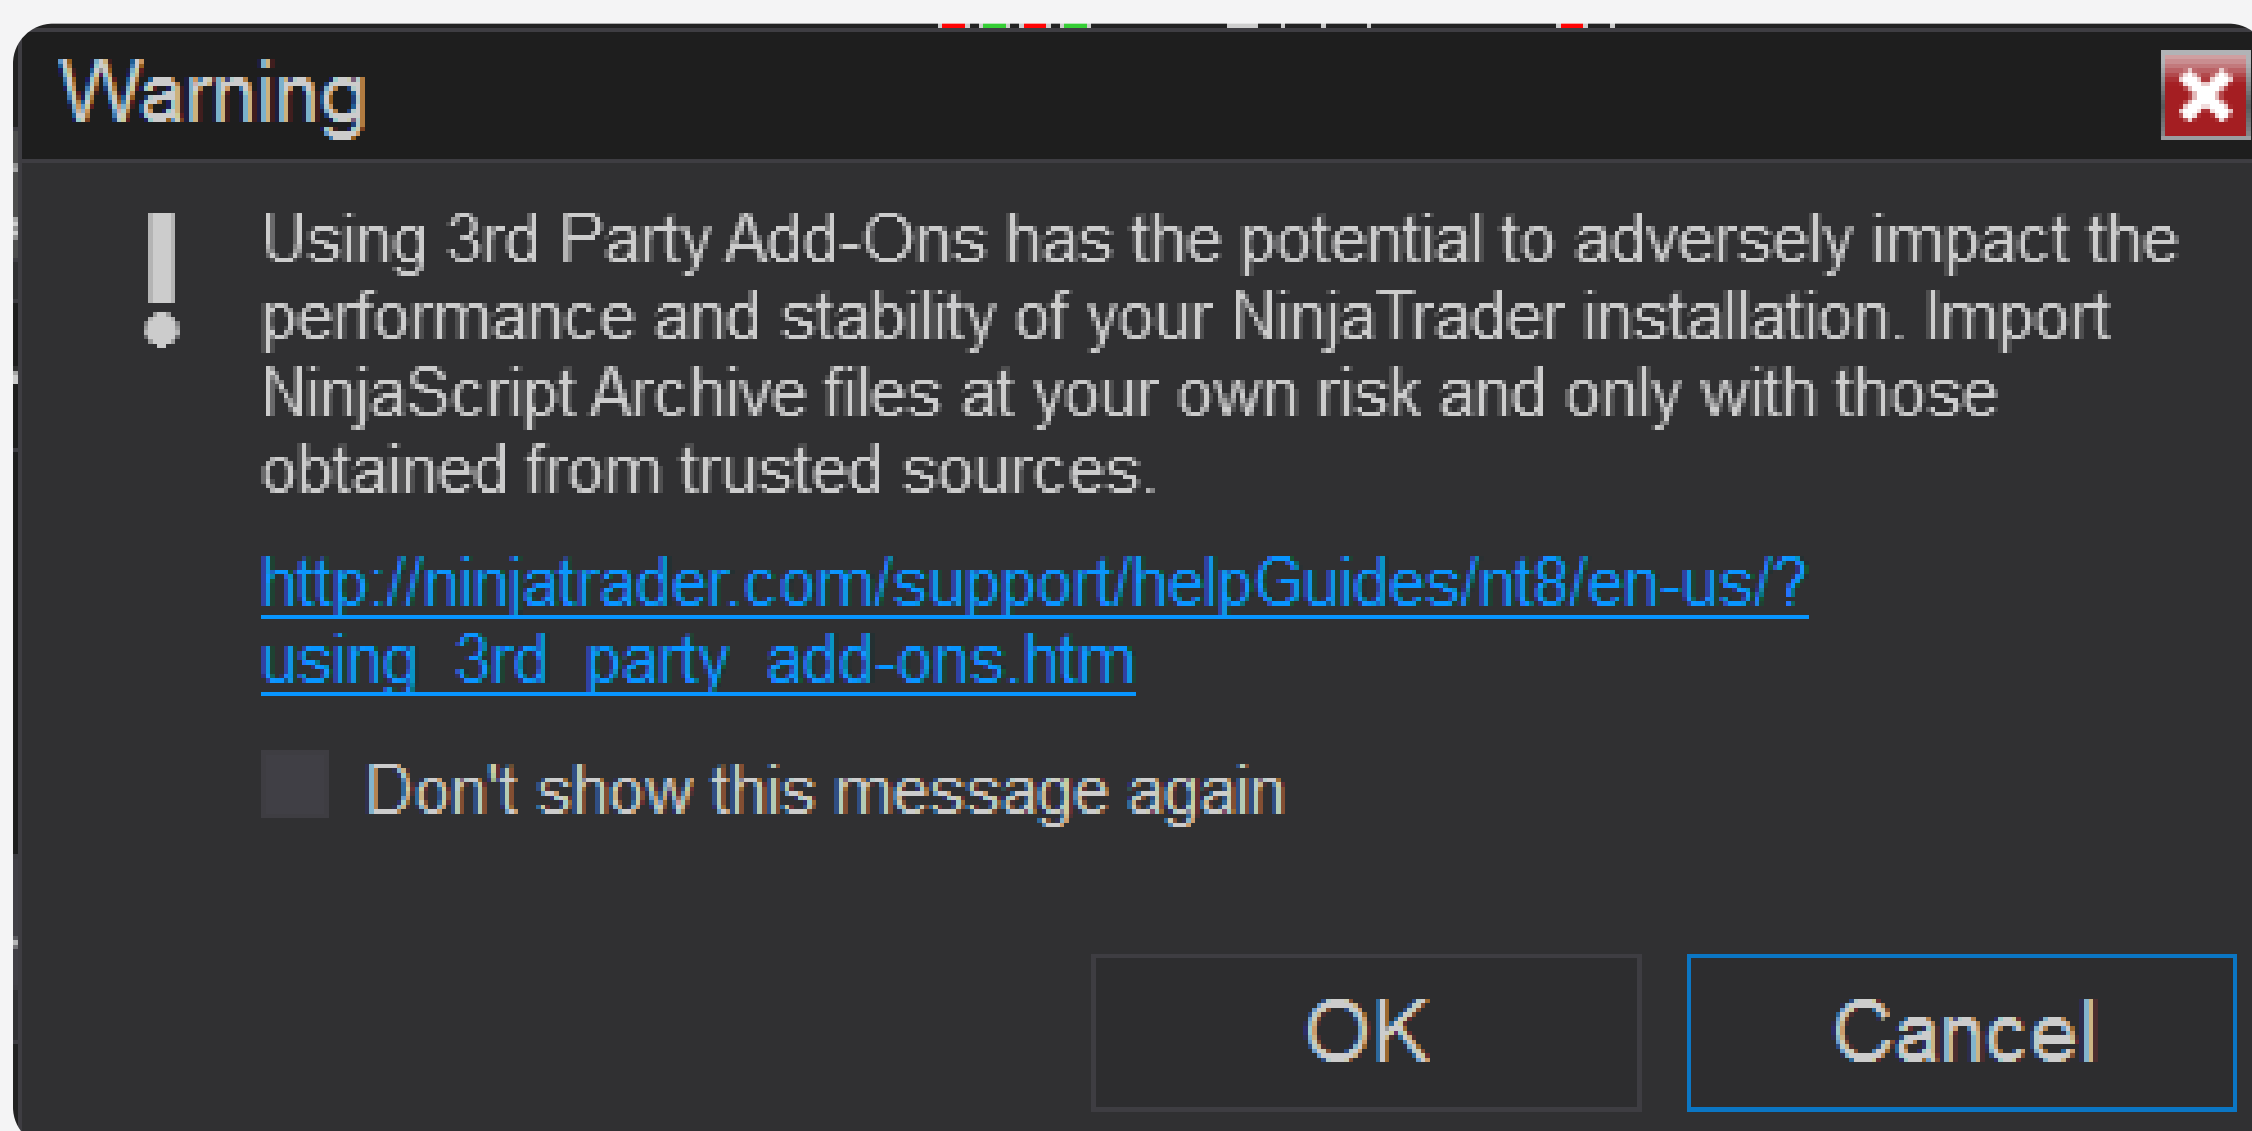 Warning
Using 3rd Party Add-Ons has the potential to adversely impact the
performance and stability of your NinjaTrader installation. Import
NinjaScript Archive files at your own risk and only with those
obtained from trusted sources.
http://ninjatrader.com/support/helpGuides/nt8/en-us/?
using_3rd_party_add-ons.htm
Don't show this message again
OK
Cancel